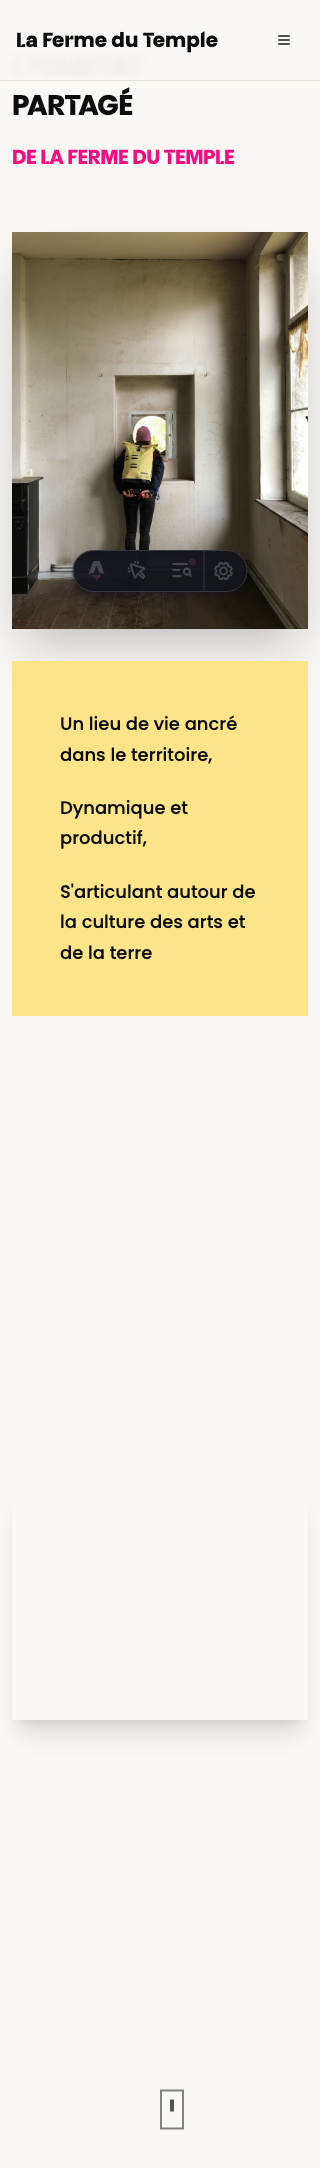 La Ferme du Temple
PARTAGÉ
DE LA FERME DU TEMPLE
Un lieu de vie ancré
dans le territoire,
Dynamique et
productif,
S'articulant autour de
la culture des arts et
de la terre